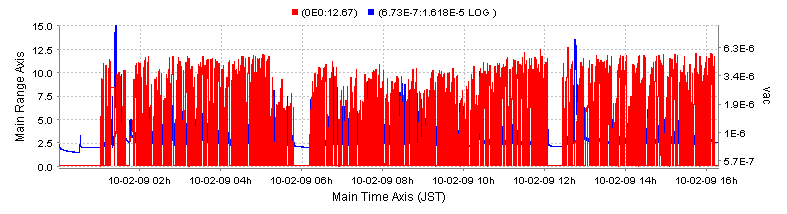 (0E0:12.67) (6.73E-7:1.618E-5 LOG )
15.0
12.5
10.0
7.5
5.0
2.5
0.0
Main Range Axis
6.3E-6
3.4E-6
1.9E-6
1E-6
5.7E-7
vac
10-02-09 02h 10-02-09 04h 10-02-09 06h 10-02-09 08h 10-02-09 10h 10-02-09 12h 10-02-09 14h 10-02-09 16h
Main Time Axis (JST)